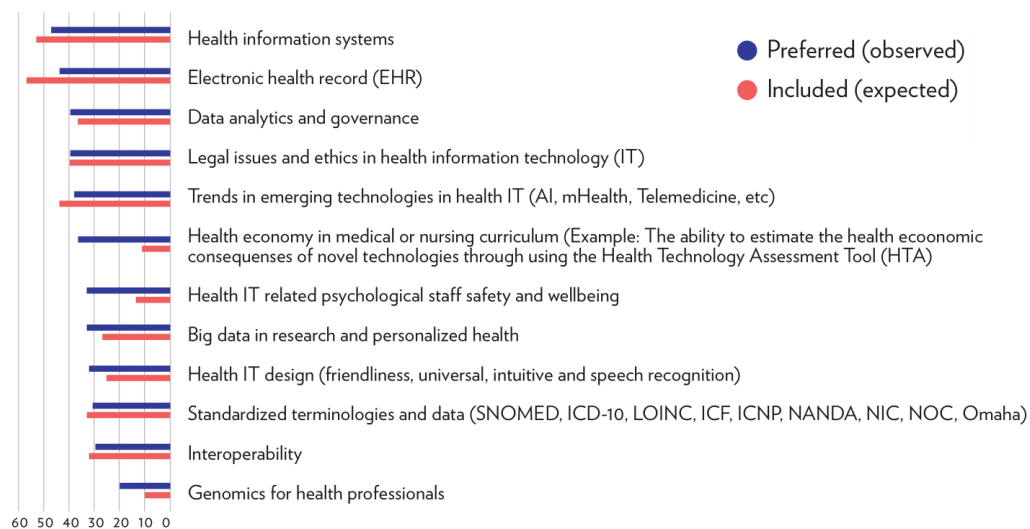 Preferred (observed)
Included (expected)
Health information systems
Electronic health record (EHR)
Data analytics and governance
Legal issues and ethics in health information technology (IT)
Trends in emerging technologies in health IT (AI, mHealth, Telemedicine, etc)
Health economy in medical or nursing curriculum (Example: The ability to estimate the health ecoonomic
consequenses of novel technologies through using the Health Technology Assessment Tool (HTA)
Health IT related psychological staff safety and wellbeing
Big data in research and personalized health
Health IT design (friendliness, universal, intuitive and speech recognition)
Standardized terminologies and data (SNOMED, ICD-10, LOINC, ICF, ICNP, NANDA, NIC, NOC, Omaha)
Interoperability
Genomics for health professionals
60 50 40 30 20 10 0